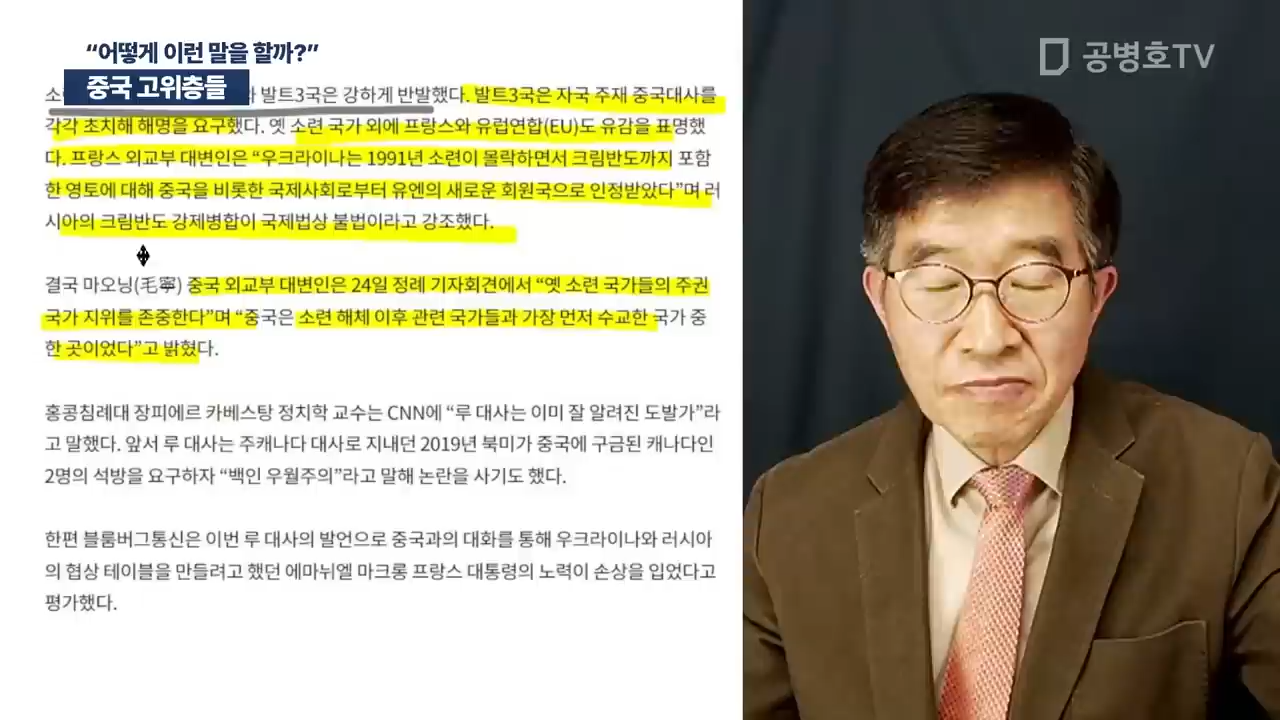 “어떻게 이런 말을 할까?”
중국 고위층들
공병호TV
발트3국은 강하게 반발했다. 발트3국은 자국 주재 중국대사를
각각 초치해 해명을 요구했다. 옛 소련 국가 외에 프랑스와 유럽연합(EU)도 유감을 표명했
다. 프랑스 외교부 대변인은 “우크라이나는 1991년 소련이 몰락하면서 크림반도까지 포함
한 영토에 대해 중국을 비롯한 국제사회로부터 유엔의 새로운 회원국으로 인정받았다”며 러
시아의 크림반도 강제병합이 국제법상 불법이라고 강조했다.
결국 마오닝(毛寧) 중국 외교부 대변인은 24일 정례 기자회견에서 “옛 소련 국가들의 주권
국가 지위를 존중한다”며 “중국은 소련 해체 이후 관련 국가들과 가장 먼저 수교한 국가 중
한 곳이었다”고 밝혔다.
홍콩침례대 장피에르 카베스탕 정치학 교수는 CNN에 “루 대사는 이미 잘 알려진 도발가”라
고 말했다. 앞서 루 대사는 주캐나다 대사로 지내던 2019년 북미가 중국에 구금된 캐나다인
2명의 석방을 요구하자 “백인 우월주의”라고 말해 논란을 사기도 했다.
한편 블룸버그통신은 이번 루 대사의 발언으로 중국과의 대화를 통해 우크라이나와 러시아
의 협상 테이블을 만들려고 했던 에마뉘엘 마크롱 프랑스 대통령의 노력이 손상을 입었다고
평가했다.